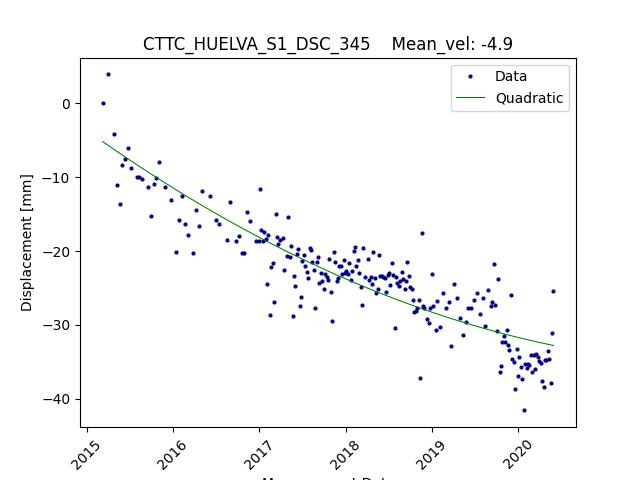 CTTC_HUELVA_S1_DSC_345    Mean_vel: -4.9
Data
Quadratic
Displacement [mm]
0
−10
−20
−30
−40
2015
2016
2017
2018
2019
2020